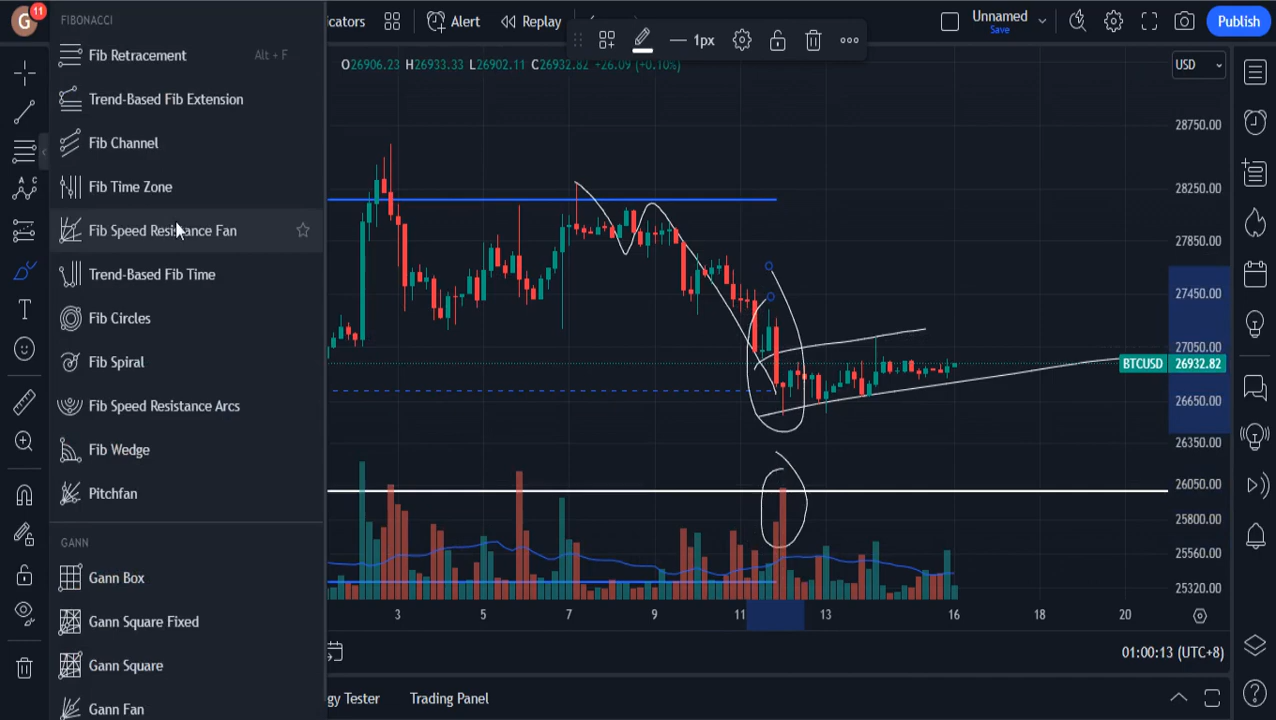 G
11
icators
Alert
Replay
Unnamed
Save
Publish
1px
O26906.23 H26933.33 L26902.11 C26932.82 +26.09 (+0.10%)
USD
FIBONACCI
Fib Retracement Alt + F
Trend-Based Fib Extension
Fib Channel
Fib Time Zone
Fib Speed Resistance Fan
Trend-Based Fib Time
Fib Circles
Fib Spiral
Fib Speed Resistance Arcs
Fib Wedge
Pitchfan
GANN
Gann Box
Gann Square Fixed
Gann Square
Gann Fan
28750.00
28250.00
27850.00
27450.00
27050.00
BTCUSD 26932.82
26650.00
26350.00
26050.00
25800.00
25560.00
25320.00
3 5 7 9 11 13 16 18 20
01:00:13 (UTC+8)
gy Tester
Trading Panel